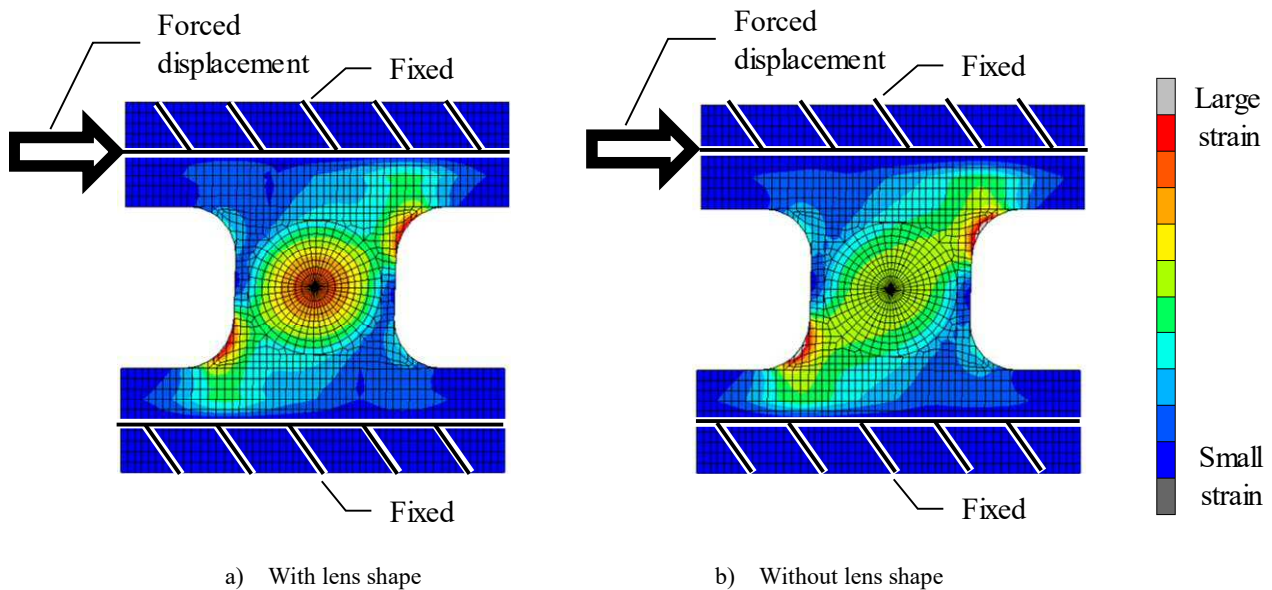 Forced
displacement
Fixed
Fixed
a) With lens shape
Forced
displacement
Fixed
Fixed
b) Without lens shape
Large
strain
Small
strain